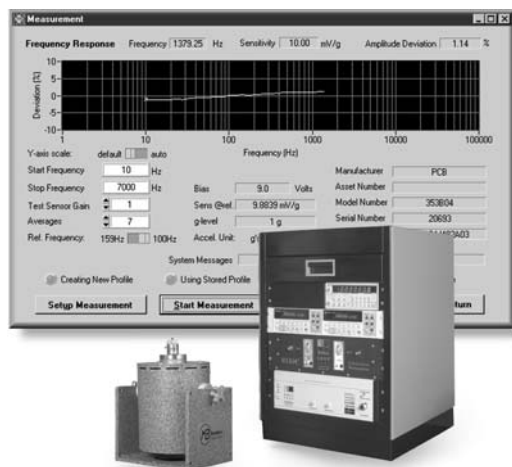 Measurement
Frequency Response Frequency 1379.25 Hz Sensitivity 10.00 mV/g Amplitude Deviation 1.14 %
Deviation [%]
10
5
0
-5
-10
1 10 100 1000 10000 100000
Frequency (Hz)
Y-axis scale: default auto
Start Frequency 10 Hz
Stop Frequency 7000 Hz
Test Sensor Gain 1
Averages 7
Ref. Frequency: 159Hz 100Hz
Bias 9.0 Volts
Sens @ref. 9.8839 mV/g
g-level 1 g
Accel. Unit:
Manufacturer PCB
Asset Number
Model Number 353B04
Serial Number 20693
System Messages
Creating New Profile Using Stored Profile
Setup Measurement Start Measurement